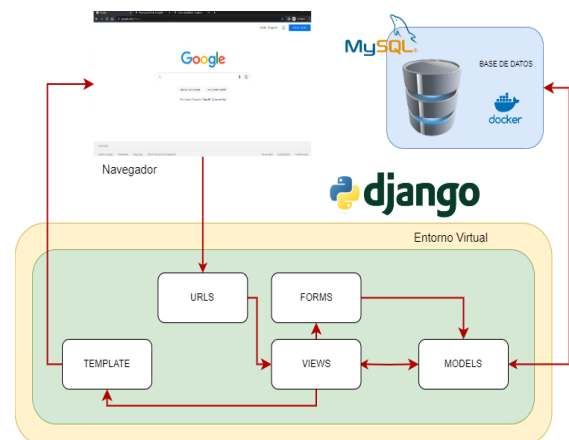 Google
MySQL
BASE DE DATOS
docker
Navegador
django
Entorno Virtual
URLS
FORMS
TEMPLATE
VIEWS
MODELS